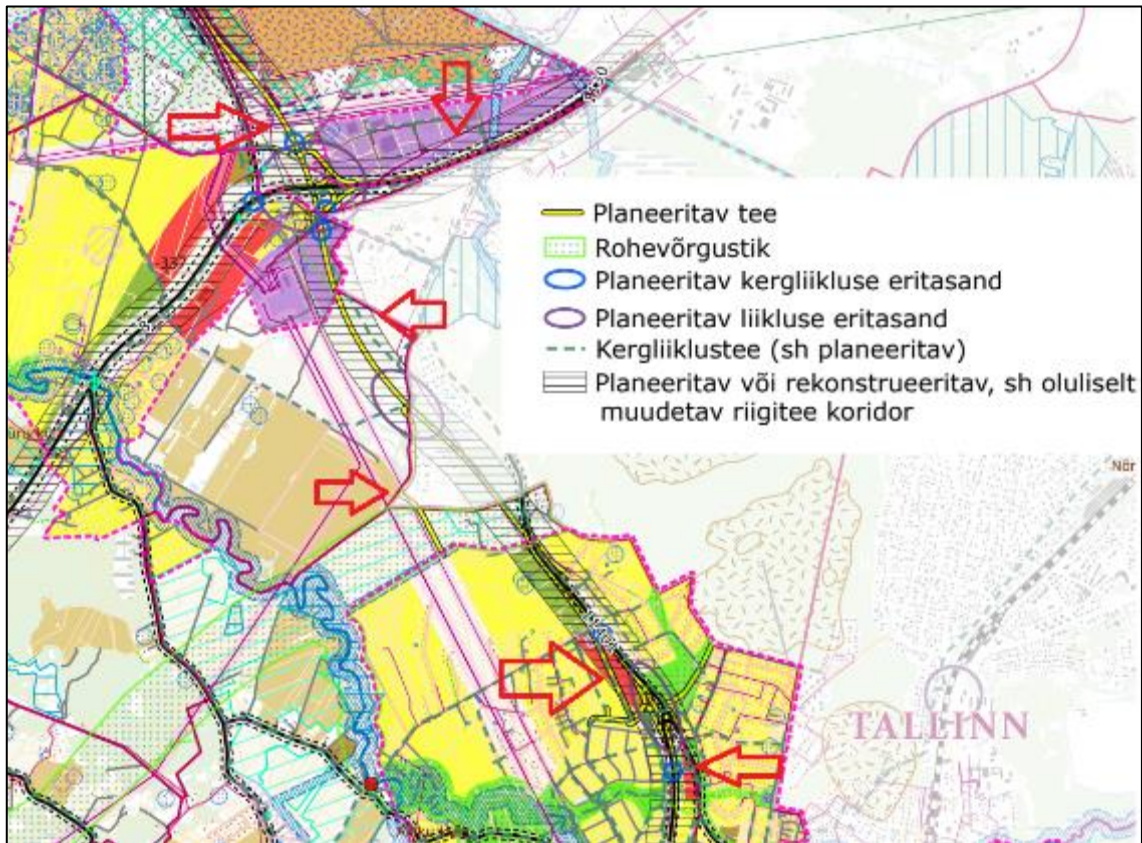 Planeeritav tee
Rohevõrgustik
Planeeritav kergliikluse eritasand
Planeeritav liikluse eritasand
Kergliiklustee (sh planeeritav)
Planeeritav või rekonstrueeritav, sh oluliselt
muudetav riigitee koridor
Nõr
TALLINN